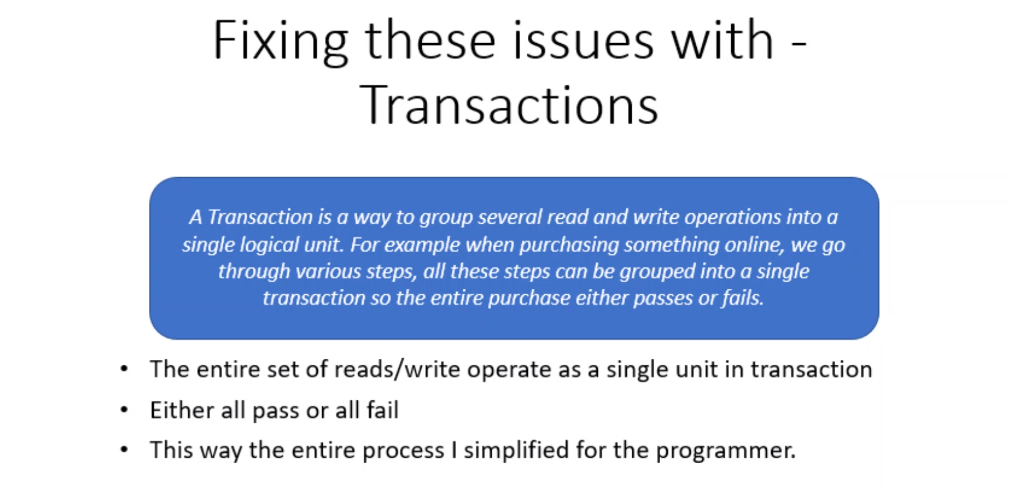 Fixing these issues with -
Transactions
A Transaction is a way to group several read and write operations into a
single logical unit. For example when purchasing something online, we go
through various steps, all these steps can be grouped into a single
transaction so the entire purchase either passes or fails.
• The entire set of reads/write operate as a single unit in transaction
• Either all pass or all fail
• This way the entire process I simplified for the programmer.